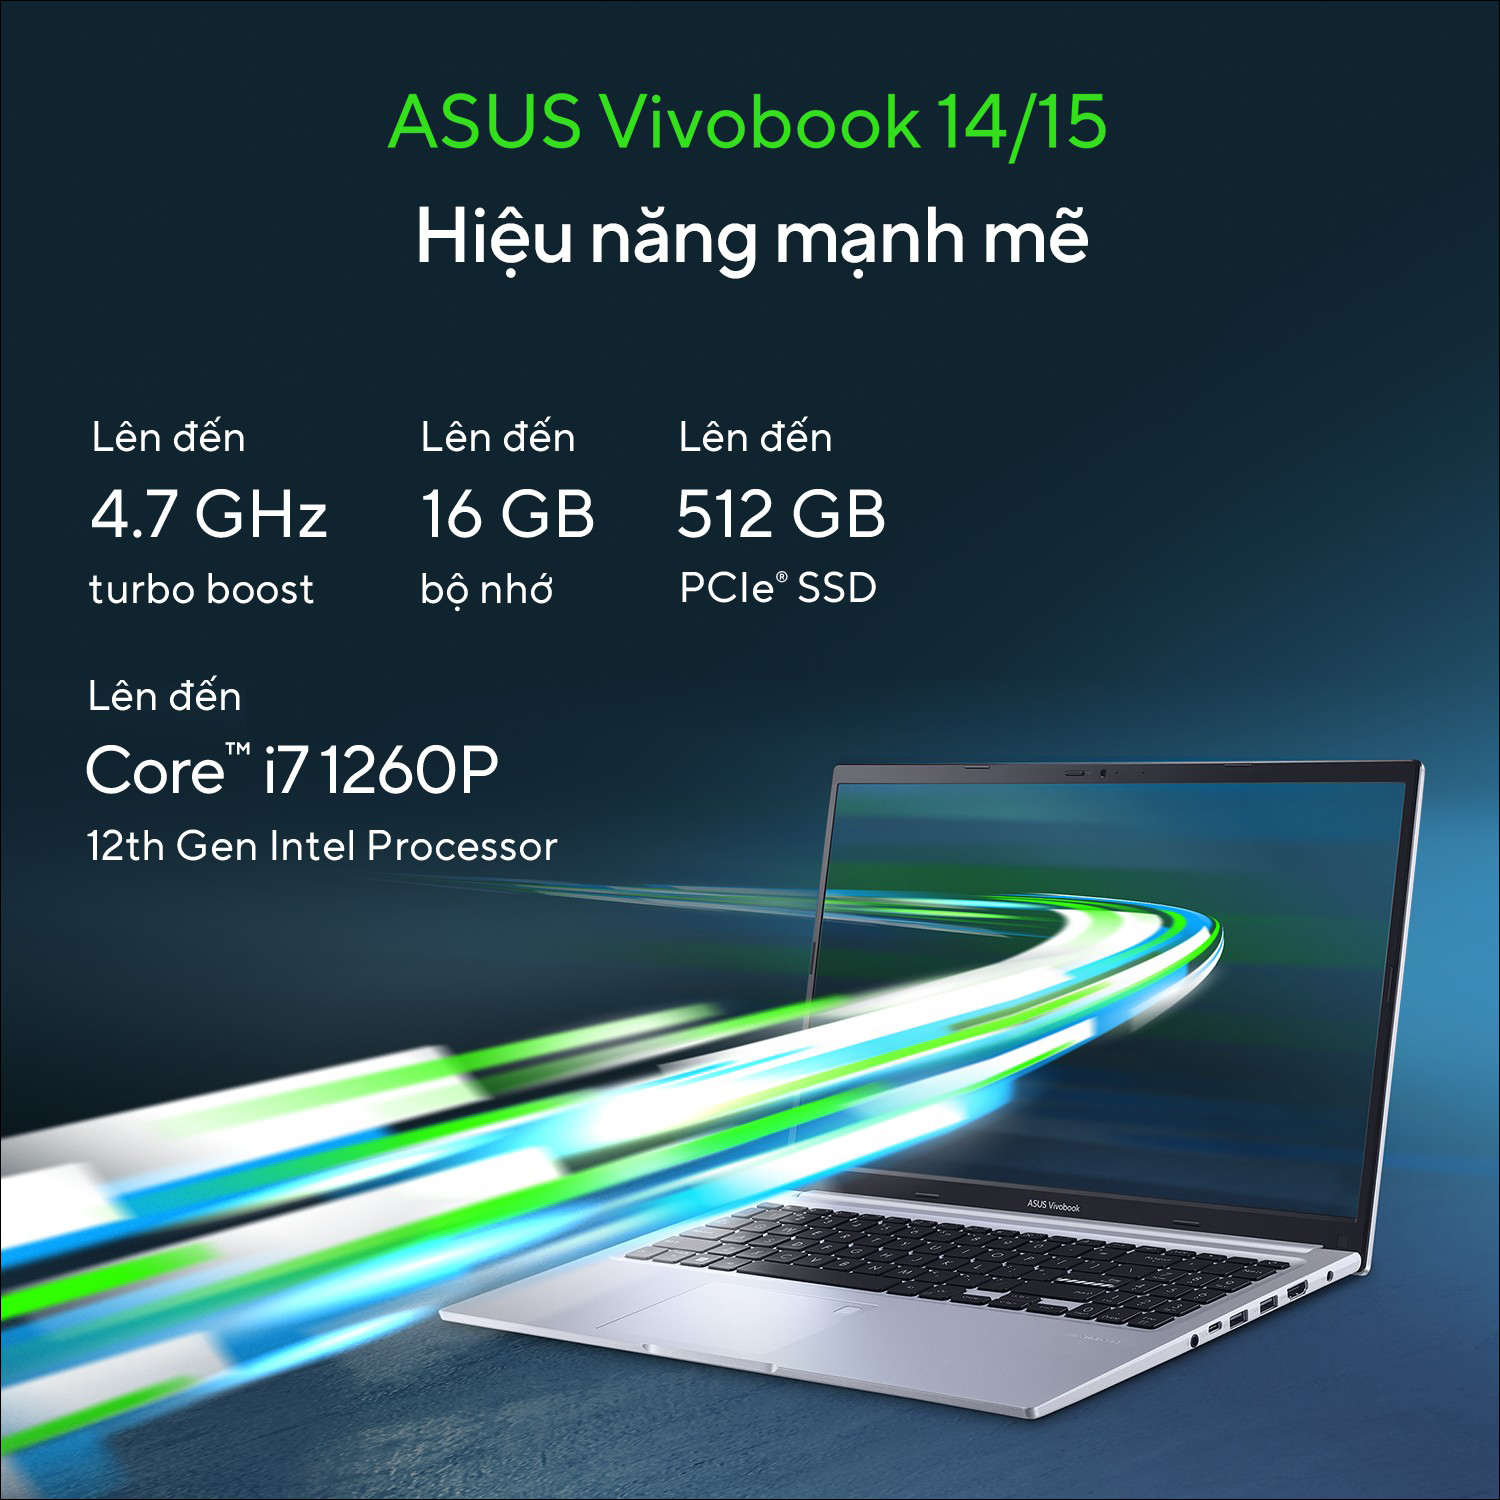 ASUS Vivobook 14/15
Hiệu năng mạnh mẽ
Lên đến
4.7 GHz
turbo boost
Lên đến
16 GB
bộ nhớ
Lên đến
512 GB
PCIe® SSD
Lên đến
Core™ i7 1260P
12th Gen Intel Processor
ASUS Vivobook